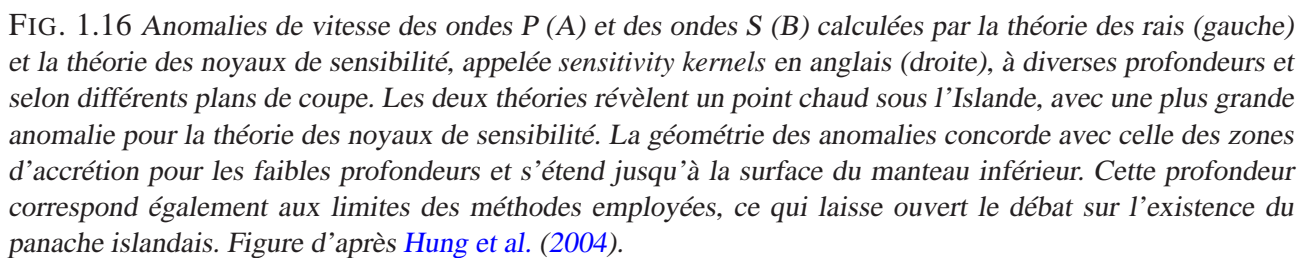 FIG. 1.16 Anomalies de vitesse des ondes P (A) et des ondes S (B) calculées par la théorie des rais (gauche)
et la théorie des noyaux de sensibilité, appelée sensitivity kernels en anglais (droite), à diverses profondeurs et
selon différents plans de coupe. Les deux théories révèlent un point chaud sous l'Islande, avec une plus grande
anomalie pour la théorie des noyaux de sensibilité. La géométrie des anomalies concorde avec celle des zones
d'accrétion pour les faibles profondeurs et s'étend jusqu'à la surface du manteau inférieur. Cette profondeur
correspond également aux limites des méthodes employées, ce qui laisse ouvert le débat sur l'existence du
panache islandais. Figure d'après Hung et al. (2004).